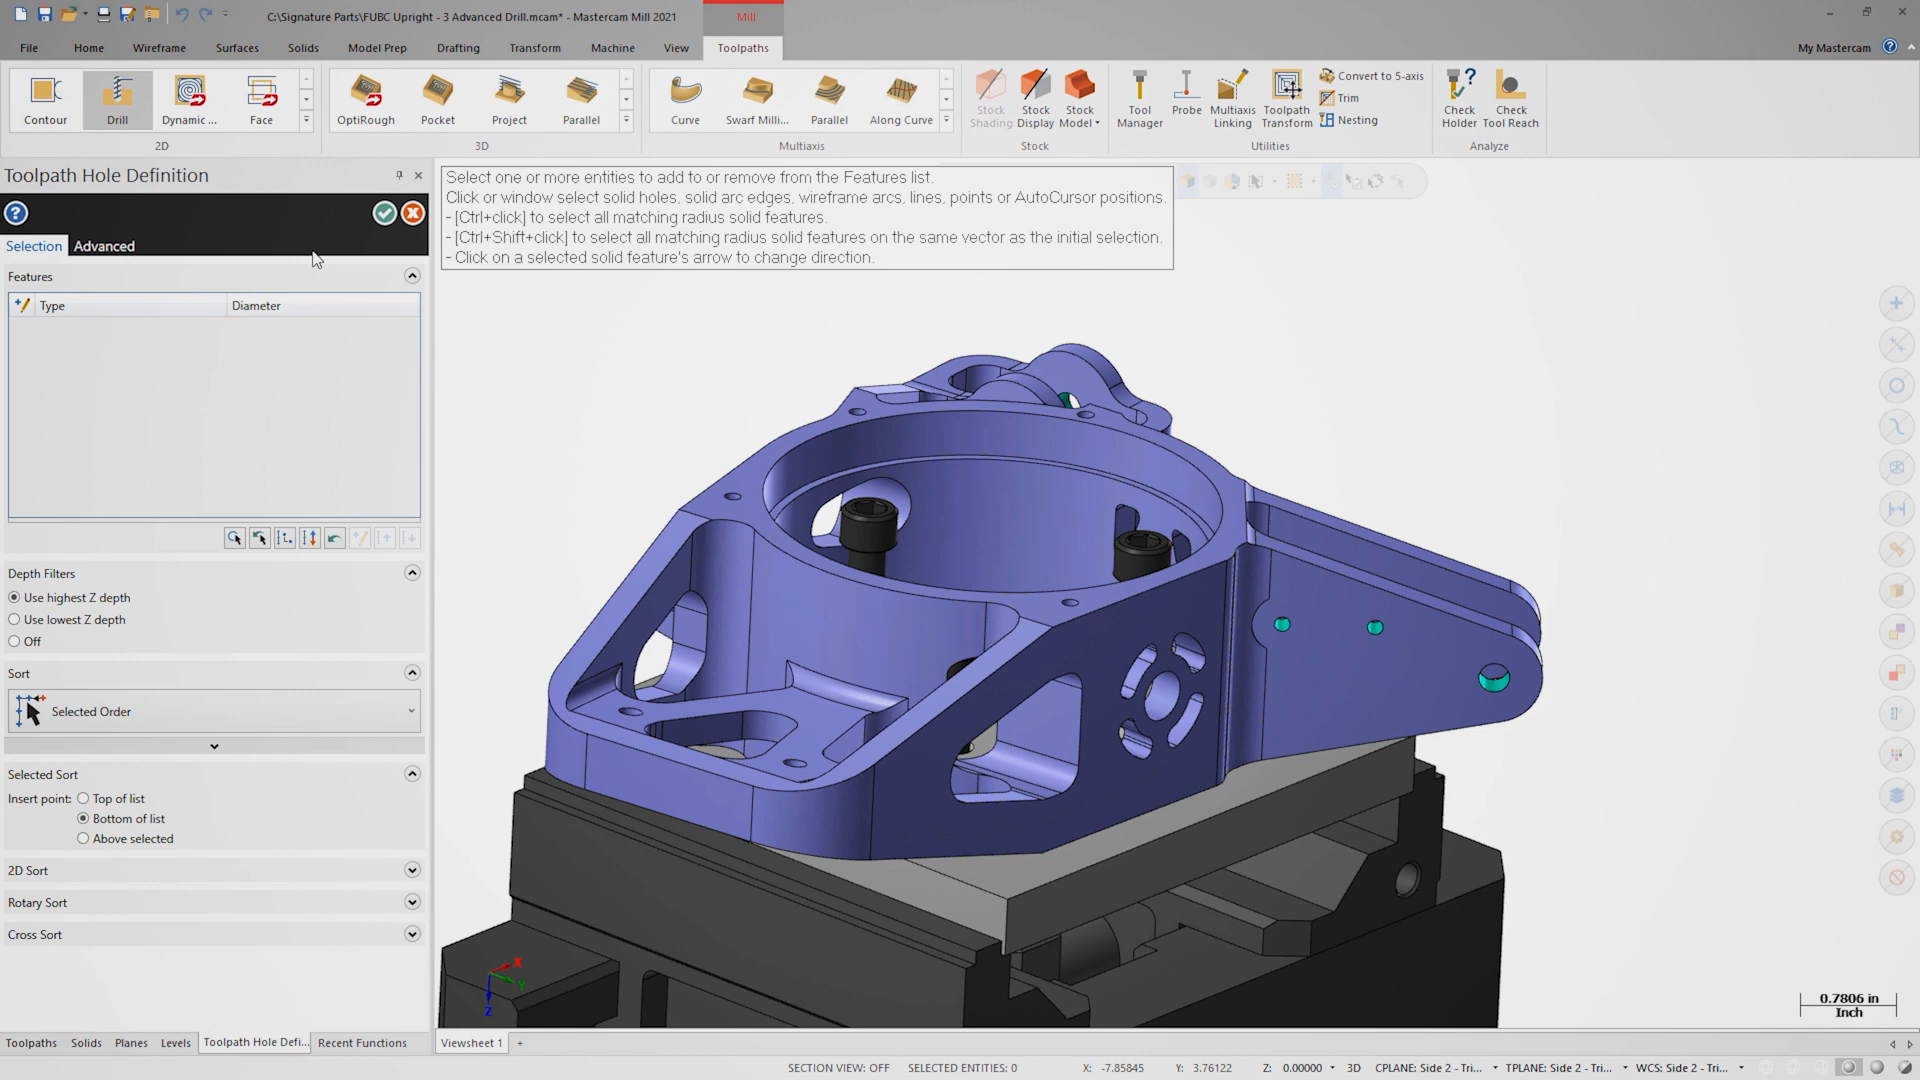 C:\Signature Parts\FUBC Upright - 3 Advanced Drill.mcam* - Mastercam Mill 2021
Mill
File
Home
Wireframe
Surfaces
Solids
Model Prep
Drafting
Transform
Machine
View
Toolpaths
My Mastercam
Contour
Drill
Dynamic ...
Face
2D
OptiRough
Pocket
Project
Parallel
3D
Curve
Swarf Milli...
Parallel
Along Curve
Multiaxis
Stock Shading
Stock Display
Stock Model
Stock
Tool Manager
Probe
Multiaxis Linking
Toolpath Transform
Convert to 5-axis
Trim
Nesting
Utilities
Check Holder
Check Tool Reach
Analyze
Toolpath Hole Definition
Selection
Advanced
Features
Type
Diameter
Depth Filters
Use highest Z depth
Use lowest Z depth
Off
Sort
Selected Order
Selected Sort
Insert point:
Top of list
Bottom of list
Above selected
2D Sort
Rotary Sort
Cross Sort
Select one or more entities to add to or remove from the Features list.
Click or window select solid holes, solid arc edges, wireframe arcs, lines, points or AutoCursor positions.
- [Ctrl+click] to select all matching radius solid features.
- [Ctrl+Shift+click] to select all matching radius solid features on the same vector as the initial selection.
- Click on a selected solid feature's arrow to change direction.
X
Y
Z
0.7806 in
Inch
Toolpaths
Solids
Planes
Levels
Toolpath Hole Defi...
Recent Functions
Viewsheet 1
+
SECTION VIEW: OFF
SELECTED ENTITIES: 0
X: -7.85845
Y: 3.76122
Z: 0.00000
3D
CPLANE: Side 2 - Tri...
TPLANE: Side 2 - Tri...
WCS: Side 2 - Tri...